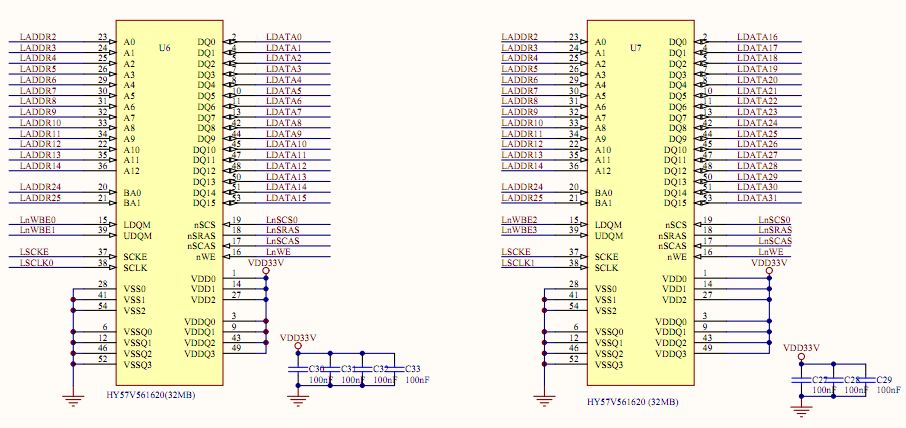 U6
LADDR2 23 A0 DQ0 2 LDATA0
LADDR3 24 A1 DQ1 4 LDATA1
LADDR4 25 A2 DQ2 LDATA2
LADDR5 26 A3 DQ3 LDATA3
LADDR6 29 A4 DQ4 8 LDATA4
LADDR7 30 A5 DQ5 10 LDATA5
LADDR8 31 A6 DQ6 11 LDATA6
LADDR9 32 A7 DQ7 13 LDATA7
LADDR10 33 A8 DQ8 42 LDATA8
LADDR11 34 A9 DQ9 44 LDATA9
LADDR12 22 A10 DQ10 45 LDATA10
LADDR13 35 A11 DQ11 47 LDATA11
LADDR14 36 A12 DQ12 48 LDATA12
DQ13 50 LDATA13
LADDR24 20 BA0 DQ14 51 LDATA14
LADDR25 21 BA1 DQ15 53 LDATA15
LnWBE0 15 LDQM nSCS 19 LnSCS0
LnWBE1 39 UDQM nSRAS 18 LnSRAS
nSCAS 17 LnSCAS
LSCKE 37 SCKE nWE 16 LnWE
LSCLK0 38 SCLK
VDD33V
VDD0 1
28 VSS0 VDD1 14
41 VSS1 VDD2 27
54 VSS2
VDDQ0 3
6 VSSQ0 VDDQ1 9
12 VSSQ1 VDDQ2 43
46 VSSQ2 VDDQ3 49
52 VSSQ3
HY57V561620(32MB)
VDD33V
C30 C31 C32 C33
100nF 100nF 100nF 100nF
U7
LADDR2 23 A0 DQ0 2 LDATA16
LADDR3 24 A1 DQ1 4 LDATA17
LADDR4 25 A2 DQ2 LDATA18
LADDR5 26 A3 DQ3 LDATA19
LADDR6 29 A4 DQ4 8 LDATA20
LADDR7 30 A5 DQ5 10 LDATA21
LADDR8 31 A6 DQ6 11 LDATA22
LADDR9 32 A7 DQ7 13 LDATA23
LADDR10 33 A8 DQ8 42 LDATA24
LADDR11 34 A9 DQ9 44 LDATA25
LADDR12 22 A10 DQ10 45 LDATA26
LADDR13 35 A11 DQ11 47 LDATA27
LADDR14 36 A12 DQ12 48 LDATA28
DQ13 50 LDATA29
LADDR24 20 BA0 DQ14 51 LDATA30
LADDR25 21 BA1 DQ15 53 LDATA31
LnWBE2 15 LDQM nSCS 19 LnSCS0
LnWBE3 39 UDQM nSRAS 18 LnSRAS
nSCAS 17 LnSCAS
LSCKE 37 SCKE nWE 16 LnWE
LSCLK1 38 SCLK
VDD33V
VDD0 1
28 VSS0 VDD1 14
41 VSS1 VDD2 27
54 VSS2
VDDQ0 3
6 VSSQ0 VDDQ1 9
12 VSSQ1 VDDQ2 43
46 VSSQ2 VDDQ3 49
52 VSSQ3
HY57V561620 (32MB)
VDD33V
C27 C28 C29
100nF 100nF 100nF